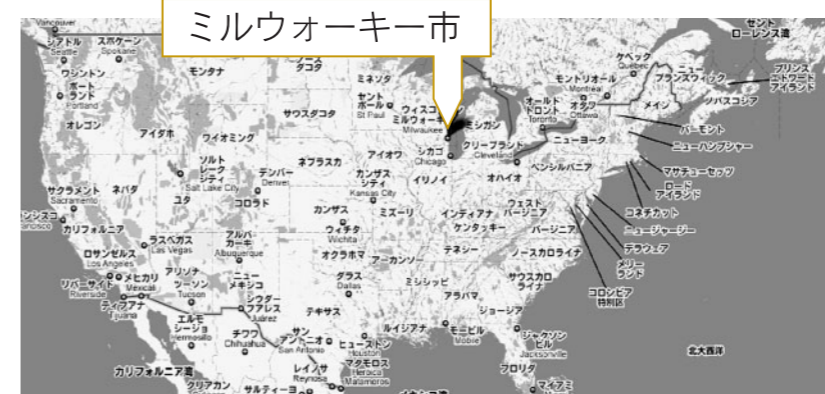 ミルウォーキー市
Vancouver
シアトル
Seattle
スポケーン
Spokane
ワシントン
ポート
ランド
Portland
オレゴン
モンタナ
アイダホ
ワイオミング
ダコタ
サウスダコタ
ネブラスカ
ミネソタ
セント
ポール
St Paul
ウィスコ
ミルウォーキ
Milwaukee
ミシガン
シカゴ
Chicago
アイオワ
イリノイ
クリーブランド
Cleveland
オハイオ
オールド
トロント
Toronto
オタワ
Ottawa
モントリオール
Montreal
ケベック
Quebec
セント
ローレンス湾
ニュー
ブランズウィック
プリンス
エドワード
アイランド
ノバスコシア
メイン
バーモント
ニューハンプシャー
マサチューセッツ
ロード
アイランド
コネチカット
ニュージャージー
デラウェア
メリー
ランド
コロンビア
特別区
ニューヨーク
ペンシルバニア
ウェスト
バージニア
バージニア
インディアナ
ケンタッキー
テネシー
ノースカロライナ
サウスカロ
ライナ
ジョージア
アラバマ
ミシシッピ
ルイジアナ
モービル
Mobile
ジャクソン
ビル
Jacksonville
フロリダ
マイアミ
北大西洋
ソルト
レーク
シティ
Salt Lake City
デンバー
Denver
カンザス
シティ
Kansas City
サクラメント
Sacramento
ネバダ
ユタ
コロラド
カンザス
ミズーリ
ンシスコ
ancisco
カリフォルニア
ラスベガス
Las Vegas
アルバ
カーキ
Albuquerque
ウィチタ
Wichita
オクラホマ
アーカンソー
ロサンゼルス
Los Angeles
リバーサイド
Riverside
メヒカリ
Mexicali
アリゾナ
ツーソン
Tucson
ニュー
メキシコ
シウダー
フアレス
Juárez
ダラス
Dallas
テキサス
ティフアナ
Tijuana
エルモ
シージョ
Hermosillo
チワワ
Chihuahua
サン
アントニオ
San Antonio
ヒューストン
Houston
マタモロス
Heroica
Matamoros
レイノサ
Reynosa
カリフォルニア湾
クリアカン
サルティーヨ
メキシコ湾